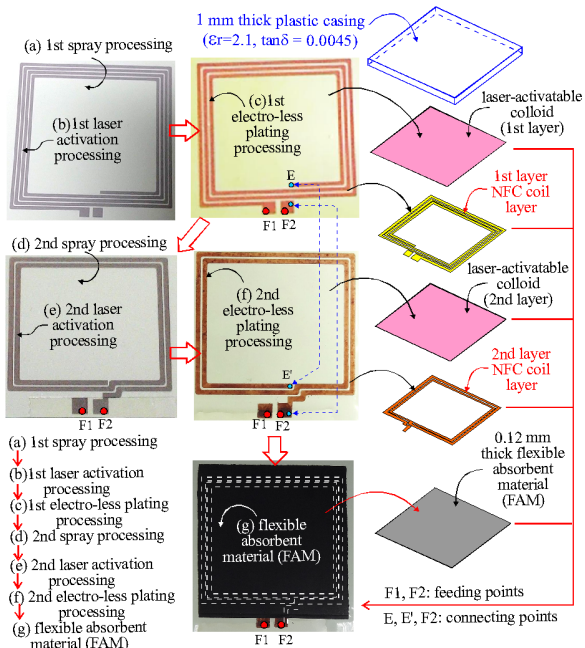 1 mm thick plastic casing
(εr=2.1, tanδ = 0.0045)
(a) 1st spray processing
(b)1st laser
activation
processing
(c)1st
electro-less
plating
processing
E
F1 F2
laser-activatable
colloid
(1st layer)
1st layer
NFC coil
layer
(d) 2nd spray processing
(e) 2nd laser
activation
processing
F1 F2
(f) 2nd
electro-less
plating
processing
E'
F1 F2
laser-activatable
colloid
(2nd layer)
2nd layer
NFC coil
layer
(a) 1st spray processing
(b)1st laser activation
processing
(c)1st electro-less plating
processing
(d) 2nd spray processing
(e) 2nd laser activation
processing
(f) 2nd electro-less plating
processing
(g) flexible absorbent
material (FAM)
(g) flexible
absorbent
material (FAM)
F1 F2
0.12 mm
thick flexible
absorbent
material
(FAM)
F1, F2: feeding points
E, E', F2: connecting points